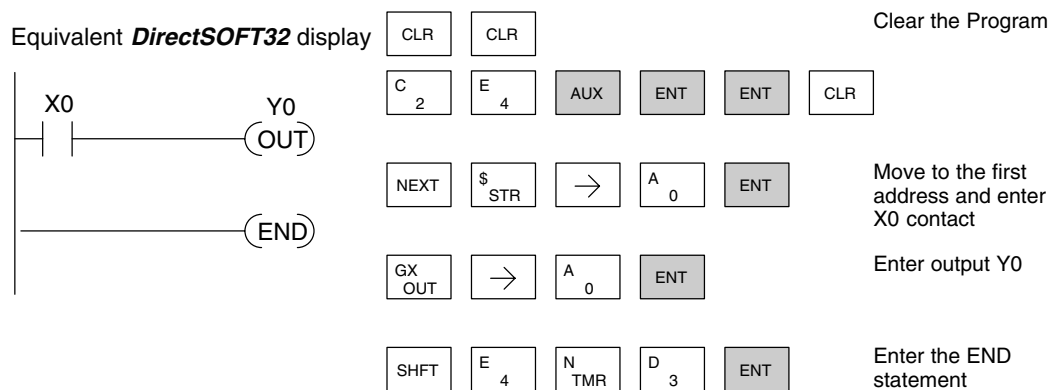 Equivalent DirectSOFT32 display
X0 Y0
OUT
END
CLR CLR
Clear the Program
C 2 E 4 AUX ENT ENT CLR
NEXT $ STR → A 0 ENT
Move to the first
address and enter
X0 contact
GX OUT → A 0 ENT
Enter output Y0
SHFT E 4 N TMR D 3 ENT
Enter the END
statement